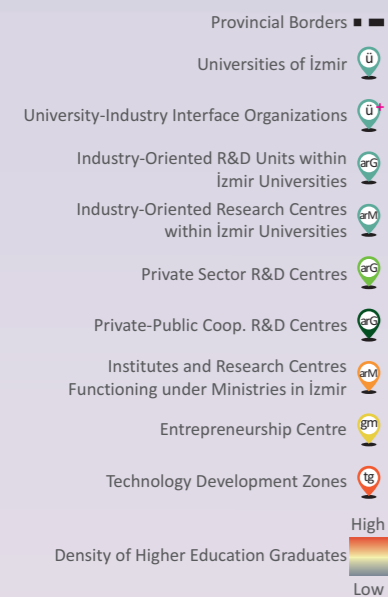 Provincial Borders
Universities of İzmir ü
University-Industry Interface Organizations ü+
Industry-Oriented R&D Units within
İzmir Universities arG
Industry-Oriented Research Centres
within İzmir Universities arM
Private Sector R&D Centres arG
Private-Public Coop. R&D Centres arG
Institutes and Research Centres
Functioning under Ministries in İzmir arM
Entrepreneurship Centre gm
Technology Development Zones tg
High
Density of Higher Education Graduates
Low